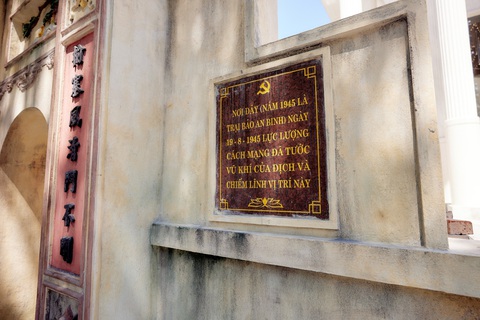 NƠI ĐÂY (NĂM 1945 LÀ
TRẠI BẢO AN BINH) NGÀY
19-8-1945 LỰC LƯỢNG
CÁCH MẠNG ĐÃ TƯỚC
VŨ KHÍ CỦA ĐỊCH VÀ
CHIẾM LĨNH VỊ TRÍ NÀY